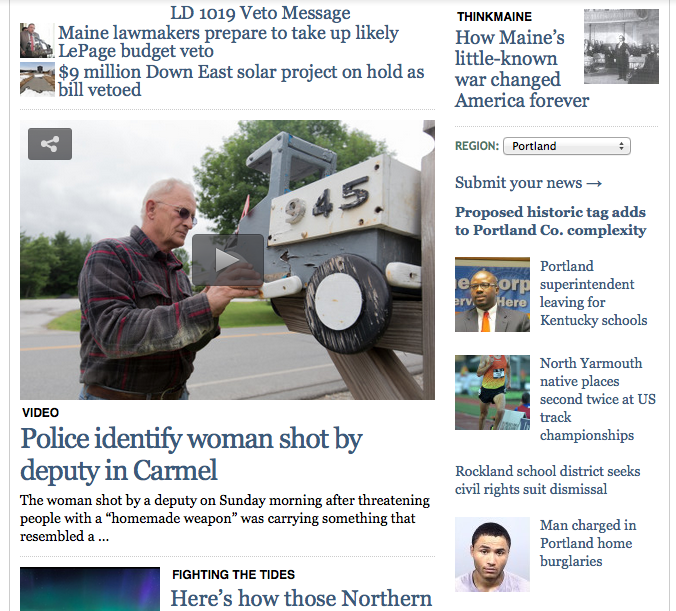 LD 1019 Veto Message
Maine lawmakers prepare to take up likely
LePage budget veto
$9 million Down East solar project on hold as
bill vetoed
945
VIDEO
Police identify woman shot by
deputy in Carmel
The woman shot by a deputy on Sunday morning after threatening
people with a “homemade weapon” was carrying something that
resembled a ...
FIGHTING THE TIDES
Here’s how those Northern
THINKMAINE
How Maine’s
little-known
war changed
America forever
REGION: Portland
Submit your news →
Proposed historic tag adds
to Portland Co. complexity
Portland
superintendent
leaving for
Kentucky schools
North Yarmouth
native places
second twice at US
track
championships
Rockland school district seeks
civil rights suit dismissal
Man charged in
Portland home
burglaries